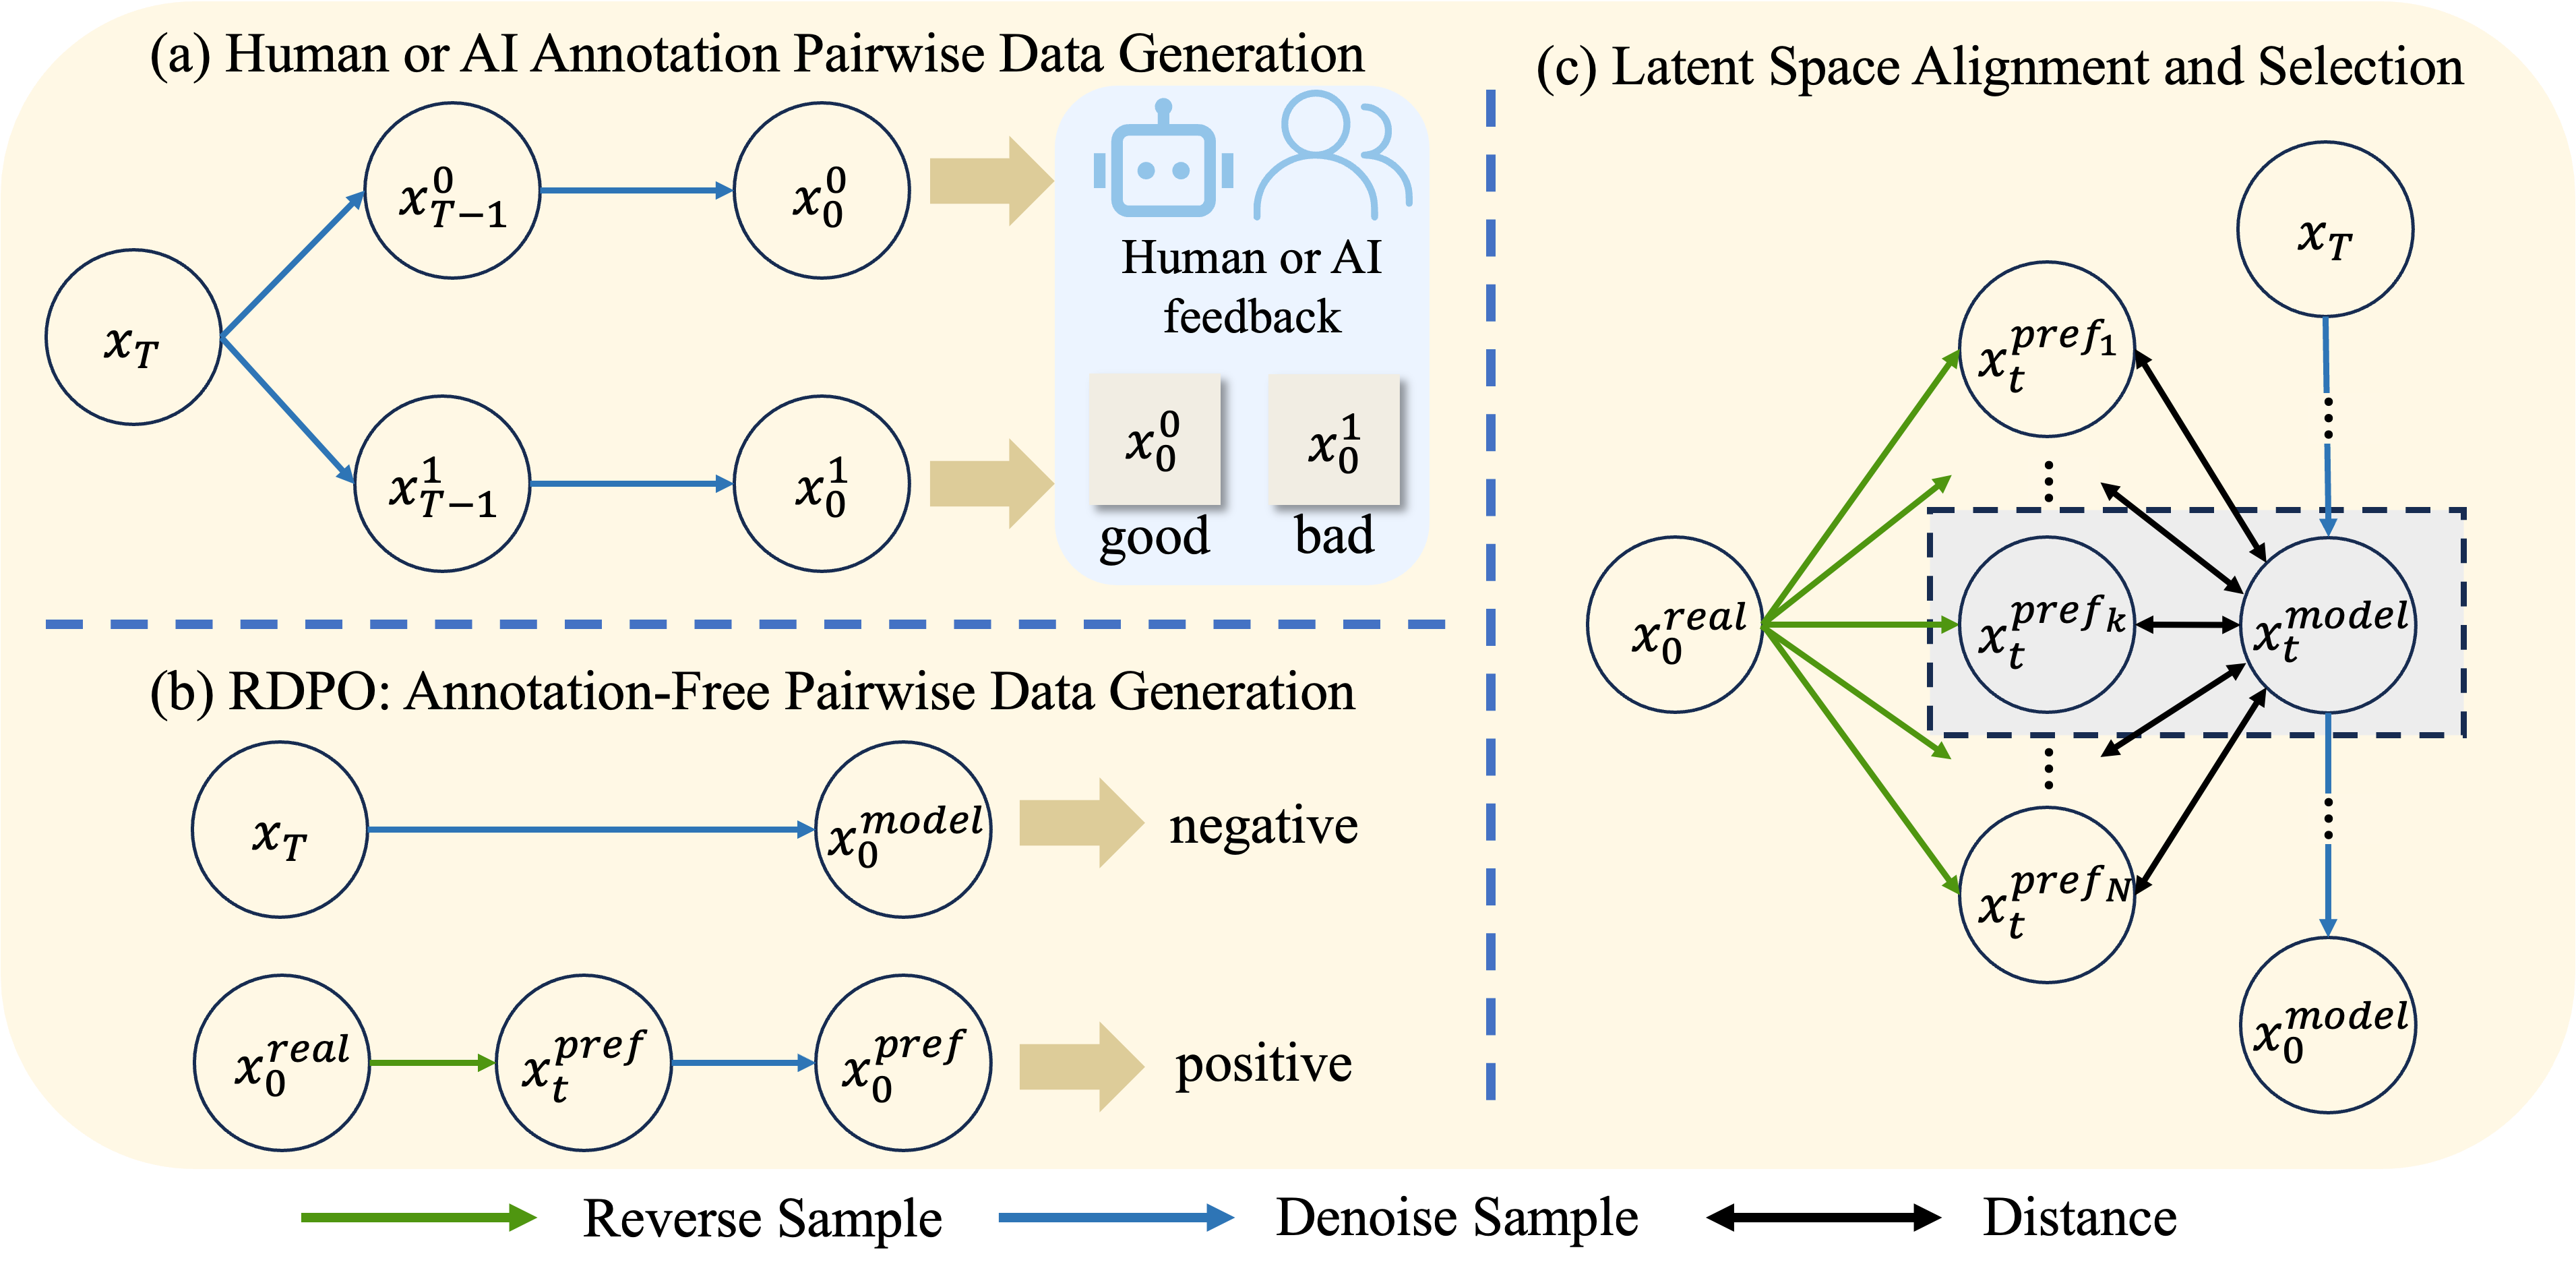 (a) Human or AI Annotation Pairwise Data Generation
x_T
x_{T-1}^0
x_0^0
x_{T-1}^1
x_0^1
Human or AI
feedback
x_0^0
x_0^1
good
bad
(b) RDPO: Annotation-Free Pairwise Data Generation
x_T
x_0^{model}
negative
x_0^{real}
x_t^{pref}
x_0^{pref}
positive
(c) Latent Space Alignment and Selection
x_T
x_t^{pref_1}
x_0^{real}
x_t^{pref_k}
x_t^{model}
x_t^{pref_N}
x_0^{model}
Reverse Sample
Denoise Sample
Distance